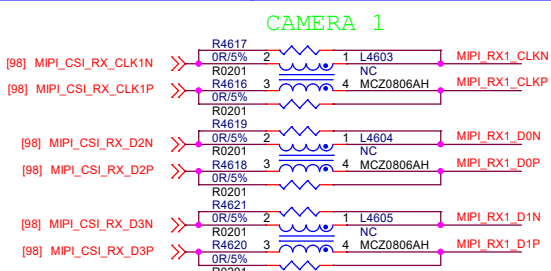 CAMERA 1
R4617
[98] MIPI_CSI_RX_CLK1N 0R/5% 2 1 L4603 MIPI_RX1_CLKN
R0201 NC
[98] MIPI_CSI_RX_CLK1P R4616 3 4 MCZ0806AH MIPI_RX1_CLKP
0R/5%
R0201
R4619
[98] MIPI_CSI_RX_D2N 0R/5% 2 1 L4604 MIPI_RX1_D0N
R0201 NC
[98] MIPI_CSI_RX_D2P R4618 3 4 MCZ0806AH MIPI_RX1_D0P
0R/5%
R0201
R4621
[98] MIPI_CSI_RX_D3N 0R/5% 2 1 L4605 MIPI_RX1_D1N
R0201 NC
[98] MIPI_CSI_RX_D3P R4620 3 4 MCZ0806AH MIPI_RX1_D1P
0R/5%
R0201